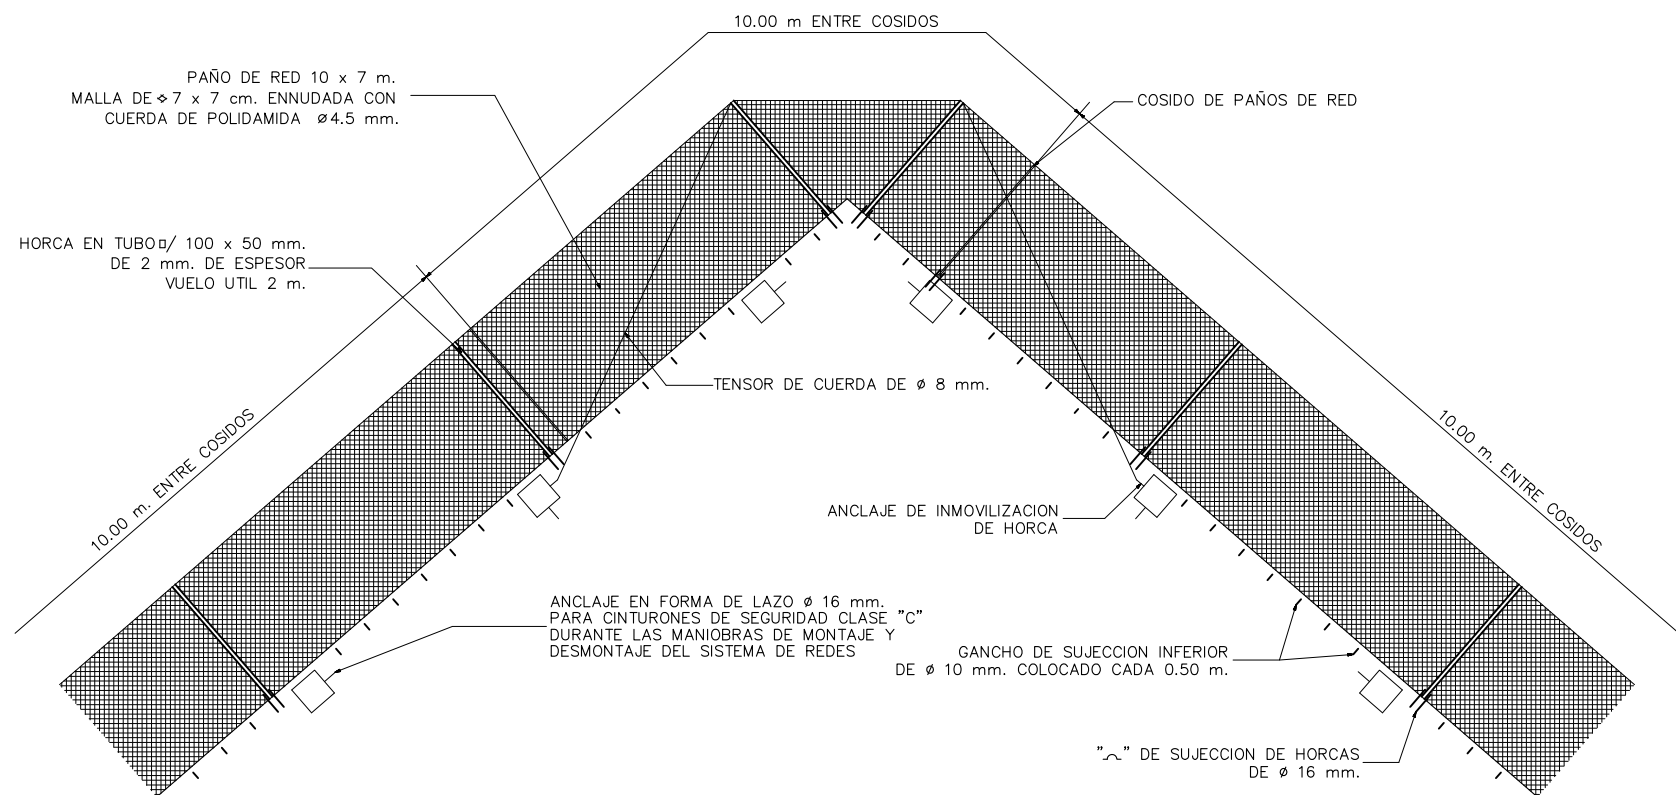 10.00 m ENTRE COSIDOS
PAÑO DE RED 10 x 7 m.
MALLA DE 7 x 7 cm. ENNUDADA CON
CUERDA DE POLIDAMIDA ø4.5 mm.
COSIDO DE PAÑOS DE RED
HORCA EN TUBO / 100 x 50 mm.
DE 2 mm. DE ESPESOR
VUELO UTIL 2 m.
TENSOR DE CUERDA DE ø 8 mm.
10.00 m. ENTRE COSIDOS
10.00 m. ENTRE COSIDOS
ANCLAJE DE INMOVILIZACION
DE HORCA
ANCLAJE EN FORMA DE LAZO ø 16 mm.
PARA CINTURONES DE SEGURIDAD CLASE "C"
DURANTE LAS MANIOBRAS DE MONTAJE Y
DESMONTAJE DEL SISTEMA DE REDES
GANCHO DE SUJECCION INFERIOR
DE ø 10 mm. COLOCADO CADA 0.50 m.
" " DE SUJECCION DE HORCAS
DE ø 16 mm.